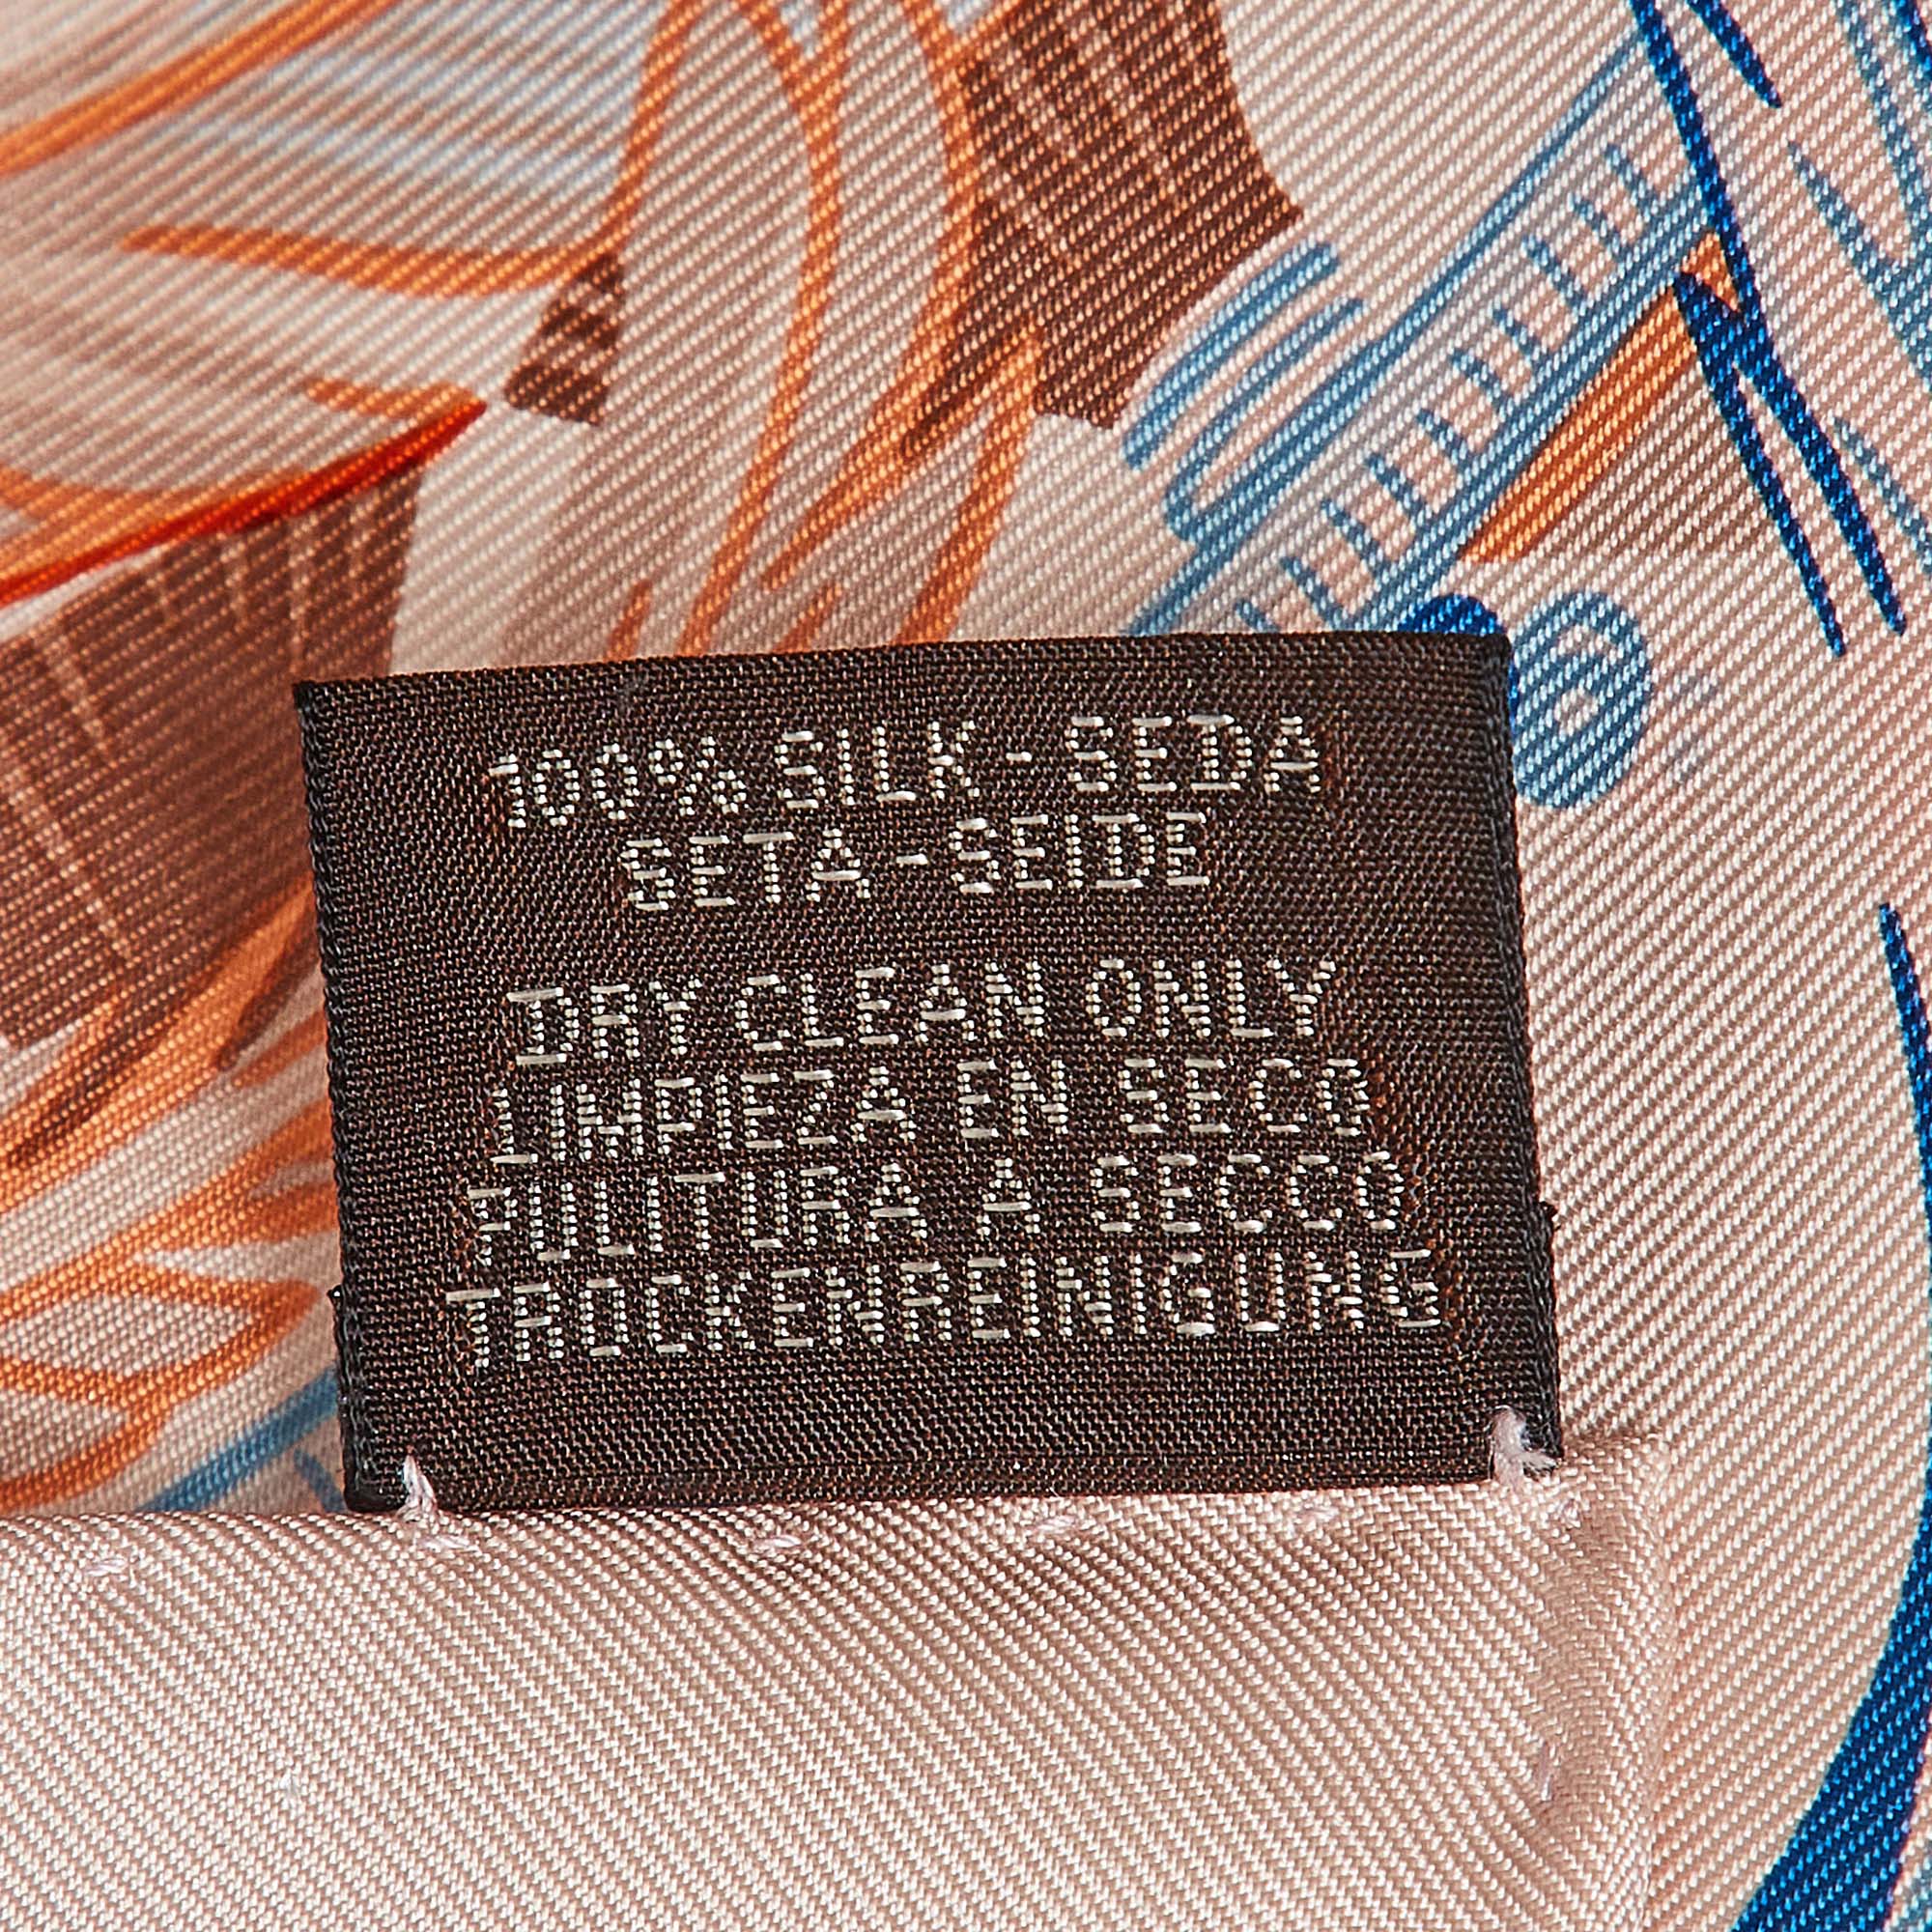 100% SILK - SEDA
SETA - SEIDE
DRY CLEAN ONLY
LIMPIEZA EN SECO
PULITURA A SECCO
TROCKENREINIGUNG